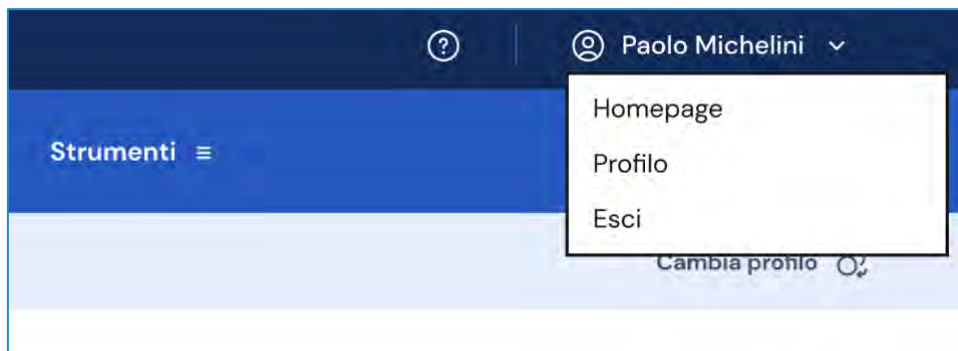 Paolo Michelini
Homepage
Strumenti
Profilo
Esci
Cambia profilo